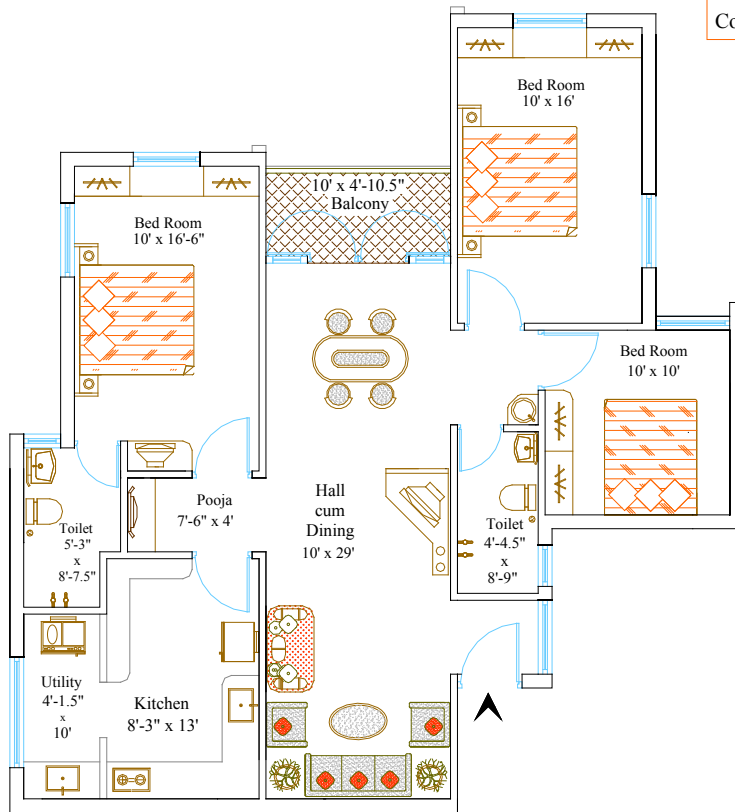 Co
Bed Room
10' x 16'
10' x 4'-10.5"
Balcony
Bed Room
10' x 16'-6"
Bed Room
10' x 10'
Pooja
7'-6" x 4'
Hall
cum
Dining
10' x 29'
Toilet
5'-3"
x
8'-7.5"
Toilet
4'-4.5"
x
8'-9"
Utility
4'-1.5"
x
10'
Kitchen
8'-3" x 13'